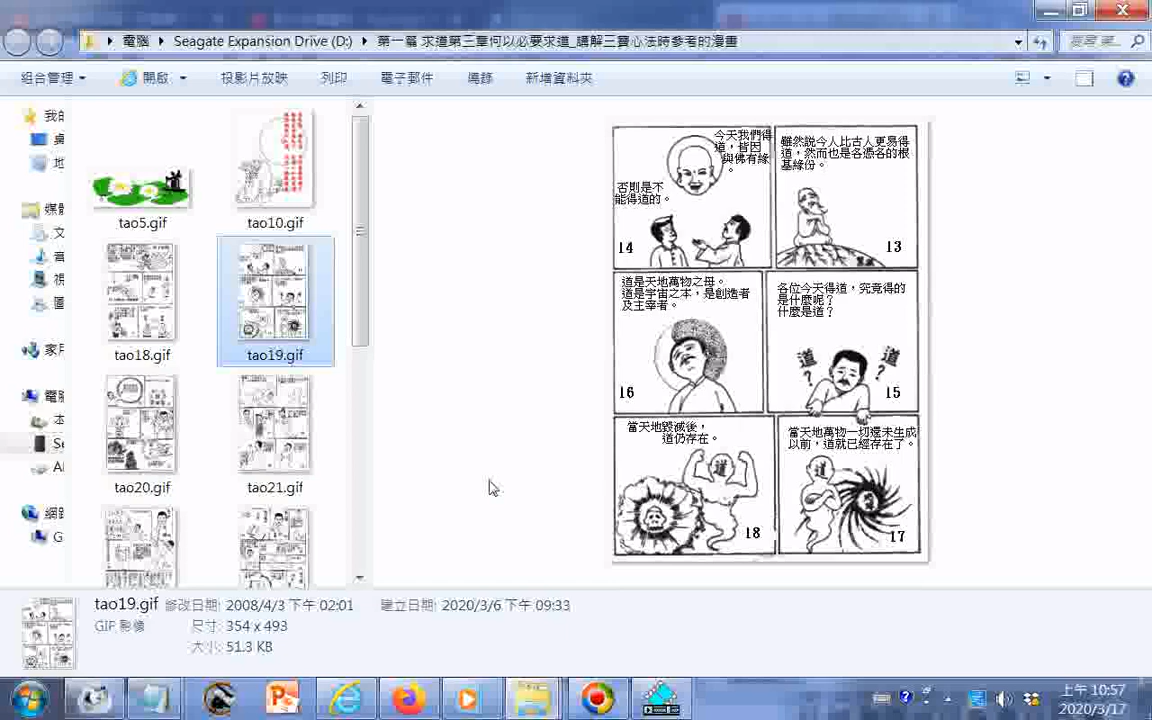 電腦 ▸ Seagate Expansion Drive (D:) ▸ 第一篇 求道第三章何以必要求道_講解三寶心法時參考的漫畫
組合管理 開啟 投影片放映 列印 電子郵件 燒錄 新增資料夾
tao5.gif tao10.gif
tao18.gif tao19.gif
tao20.gif tao21.gif
雖然說今人比古人更易得
道，然而也是各憑各的根
基緣份。
13
今天我們得
道，皆因
與佛有緣
。
否則是不
能得道的。
14
各位今天得道，究竟得的
是什麼呢？
什麼是道？
道？
道？
15
道是天地萬物之母。
道是宇宙之本，是創造者
及主宰者。
16
當天地萬物一切還未生成
以前，道就已經存在了。
道
17
當天地毀滅後，
道仍存在。
道
18
tao19.gif 修改日期: 2008/4/3 下午 02:01 建立日期: 2020/3/6 下午 09:33
GIF 影像 尺寸: 354 x 493
大小: 51.3 KB
上午 10:57
2020/3/17